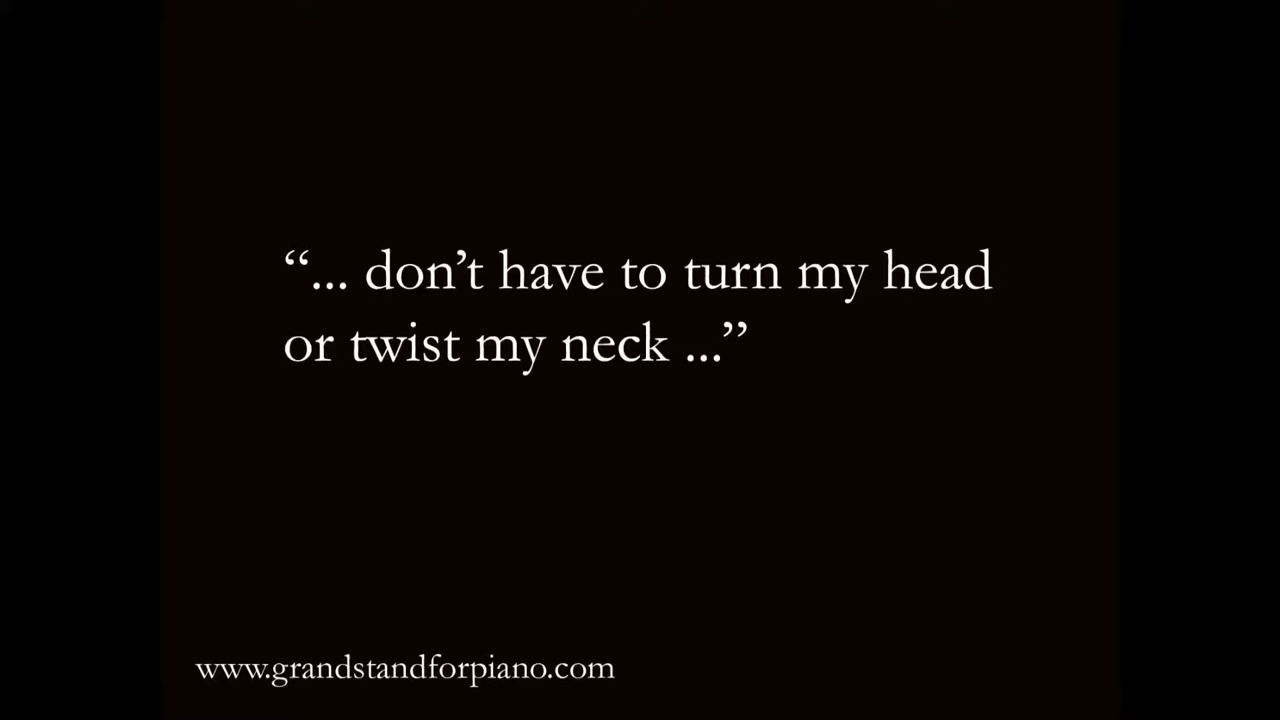 “... don’t have to turn my head
or twist my neck ...”
www.grandstandforpiano.com